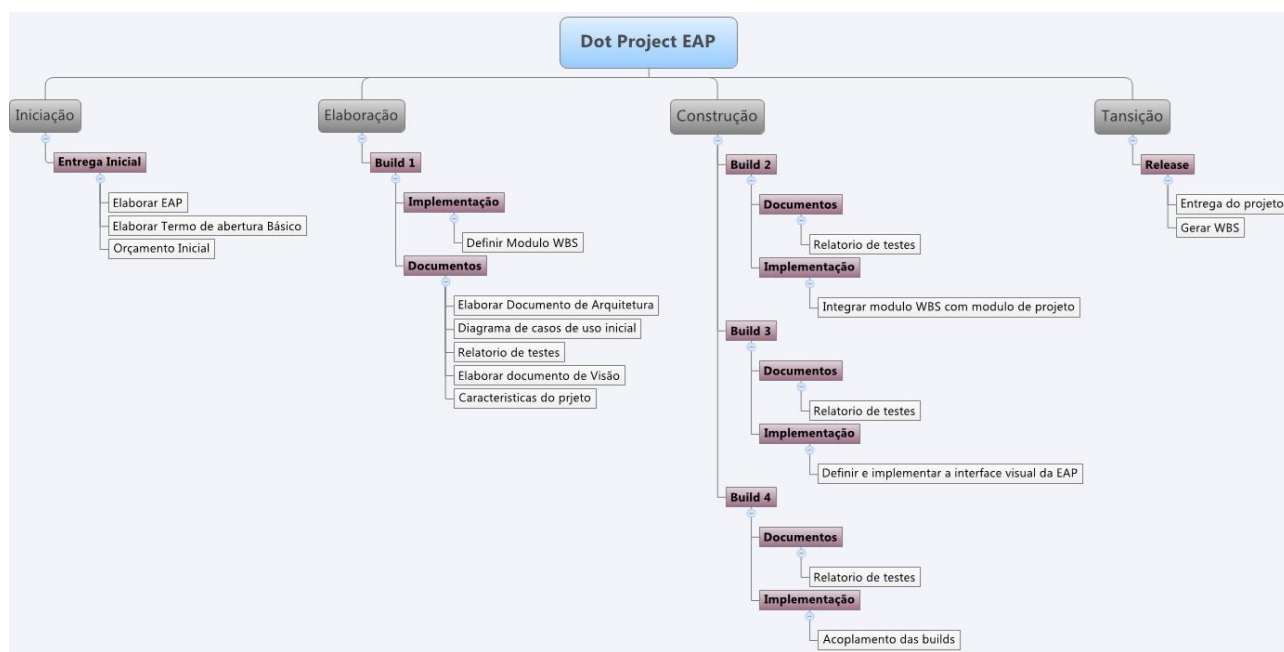 Dot Project EAP
Iniciação
Entrega Inicial
Elaborar EAP
Elaborar Termo de abertura Básico
Orçamento Inicial
Elaboração
Build 1
Implementação
Definir Modulo WBS
Documentos
Elaborar Documento de Arquitetura
Diagrama de casos de uso inicial
Relatorio de testes
Elaborar documento de Visão
Caracteristicas do prjeto
Construção
Build 2
Documentos
Relatorio de testes
Implementação
Integrar modulo WBS com modulo de projeto
Build 3
Documentos
Relatorio de testes
Implementação
Definir e implementar a interface visual da EAP
Build 4
Documentos
Relatorio de testes
Implementação
Acoplamento das builds
Tansição
Release
Entrega do projeto
Gerar WBS